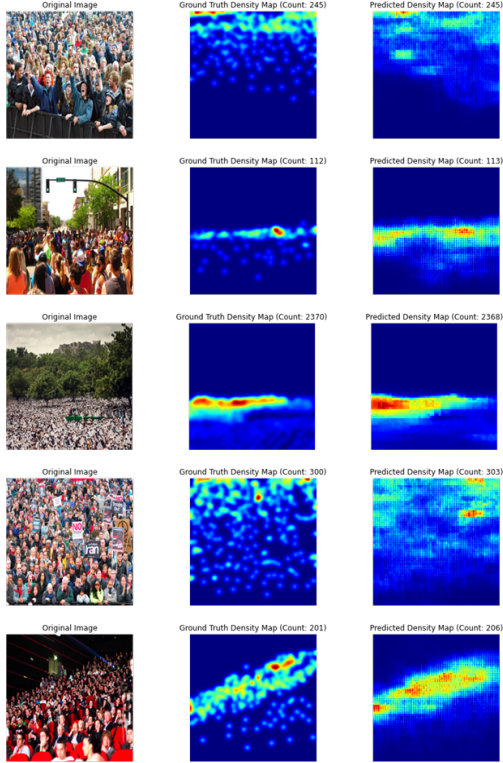 Original Image
Ground Truth Density Map (Count: 245)
Predicted Density Map (Count: 245)
Original Image
Ground Truth Density Map (Count: 112)
Predicted Density Map (Count: 113)
Original Image
Ground Truth Density Map (Count: 2370)
Predicted Density Map (Count: 2368)
Original Image
Ground Truth Density Map (Count: 300)
Predicted Density Map (Count: 303)
NO
Iran
Original Image
Ground Truth Density Map (Count: 201)
Predicted Density Map (Count: 206)